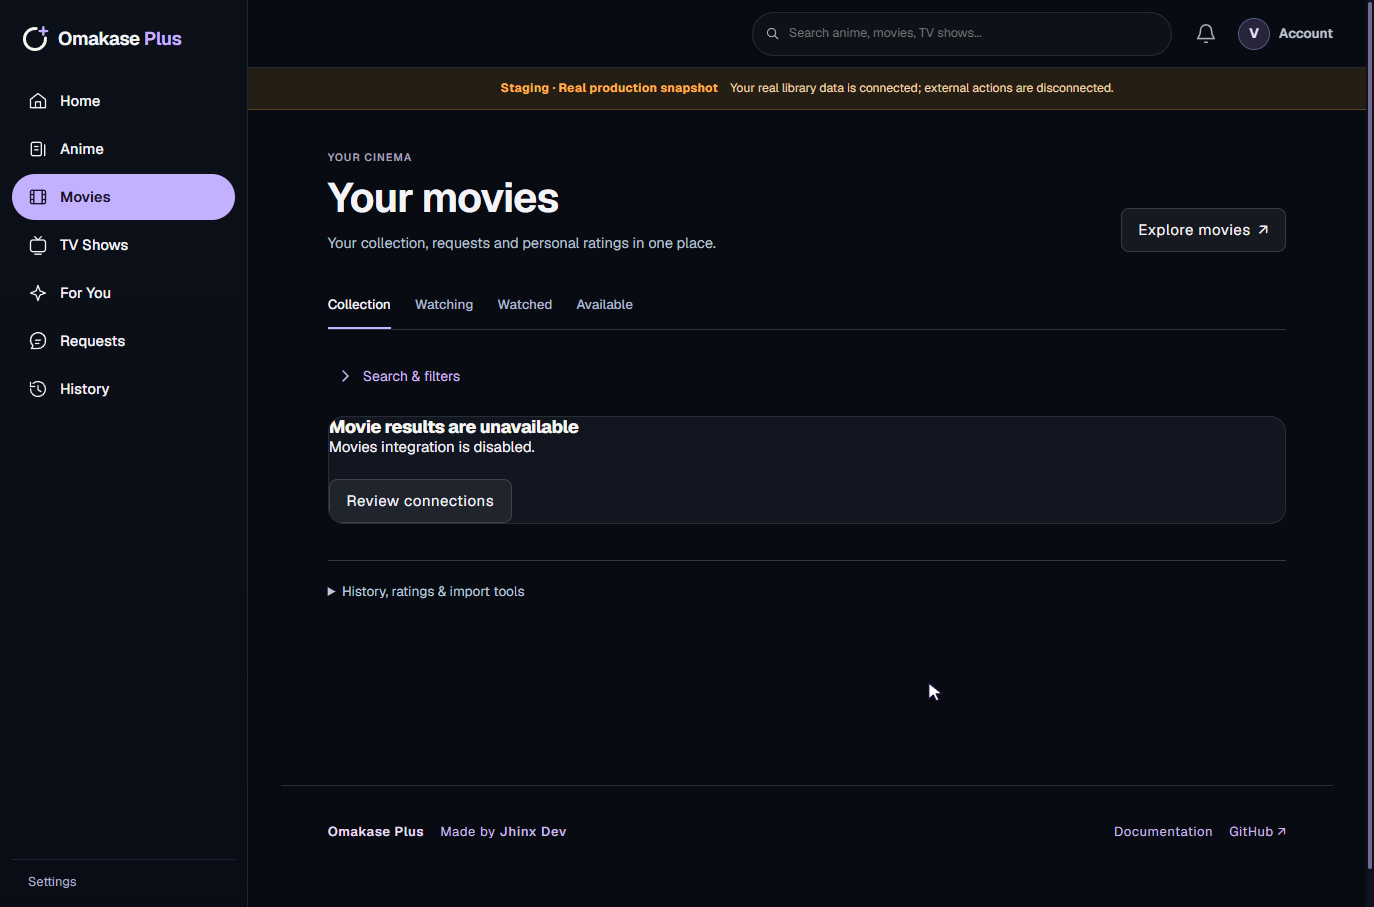 Omakase Plus
Search anime, movies, TV shows...
V
Account
Home
Anime
Movies
TV Shows
For You
Requests
History
Settings
Staging · Real production snapshot Your real library data is connected; external actions are disconnected.
YOUR CINEMA
Your movies
Your collection, requests and personal ratings in one place.
Explore movies
Collection Watching Watched Available
Search & filters
Movie results are unavailable
Movies integration is disabled.
Review connections
History, ratings & import tools
Omakase Plus Made by Jhinx Dev
Documentation GitHub